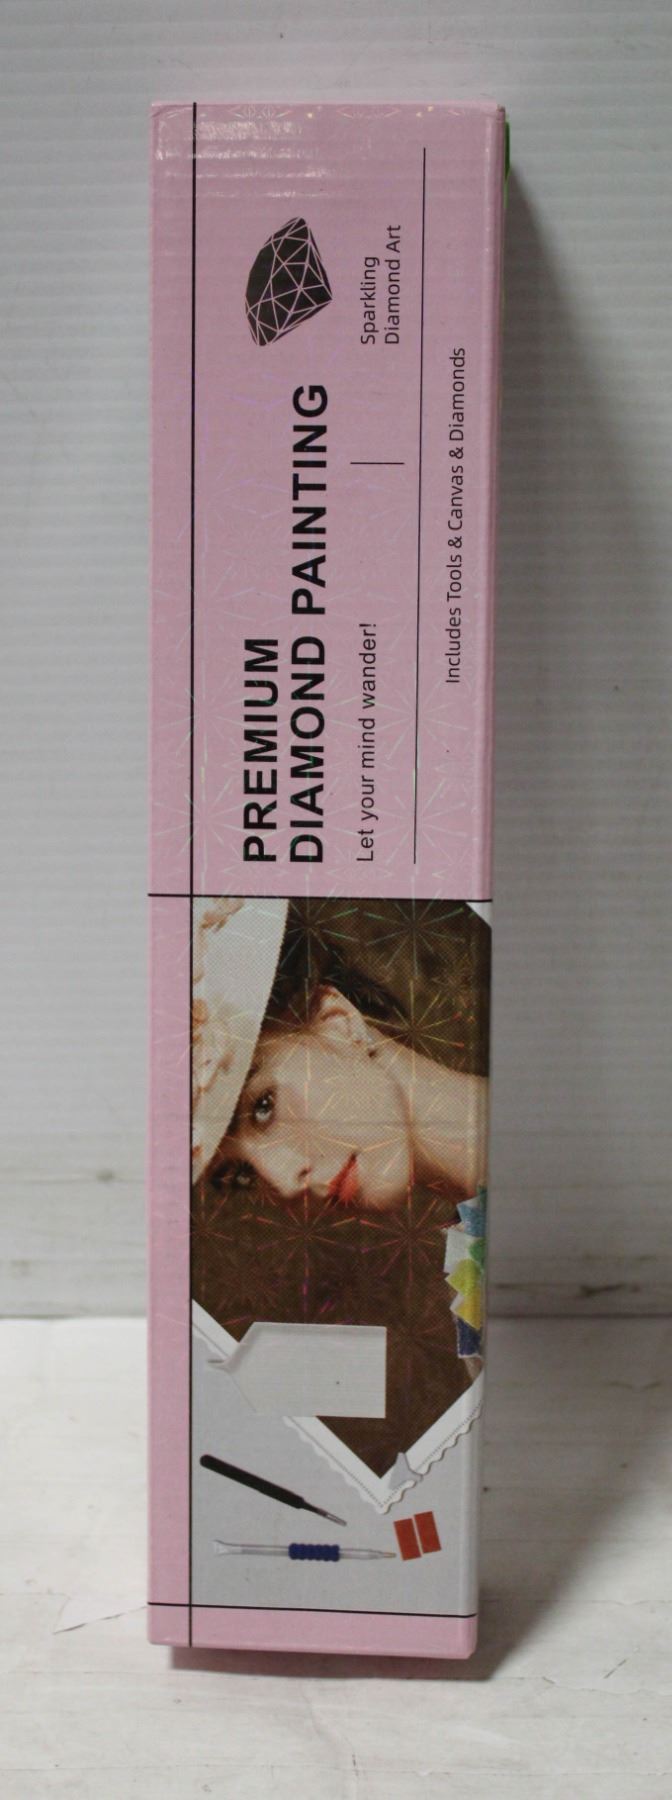 PREMIUM
DIAMOND PAINTING
Let your mind wander!
Sparkling
Diamond Art
Includes Tools & Canvas & Diamonds